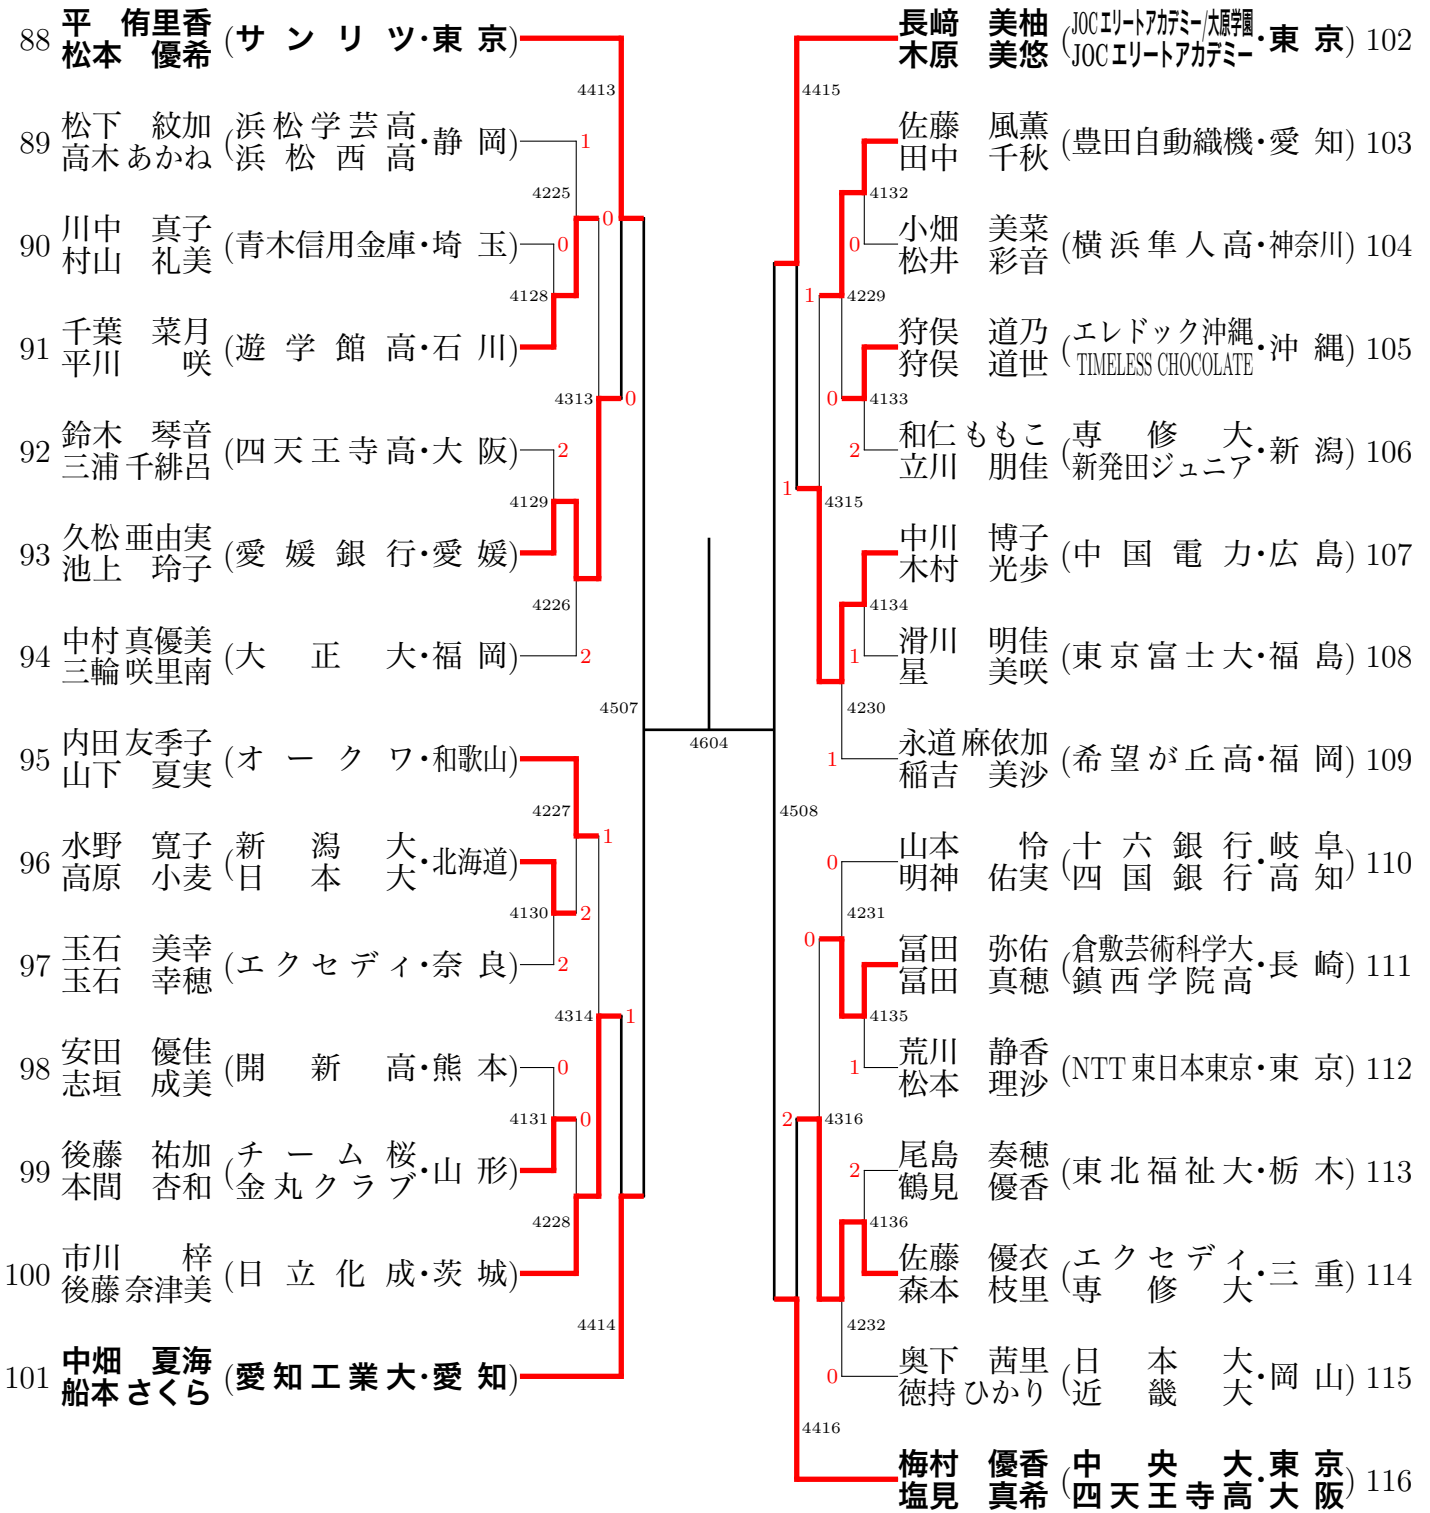 88 平 侑里香 (サンリツ・東京)
松本 優希
4413
89 松下 紋加 (浜松学芸高・静岡)
高木 あかね 浜松西高
1
4225
90 川中 真子 (青木信用金庫・埼玉)
村山 礼美
0
0
4128
91 千葉 菜月 (遊学館高・石川)
平川 咲
4313
0
92 鈴木 琴音 (四天王寺高・大阪)
三浦 千緋呂
2
4129
93 久松 亜由実 (愛媛銀行・愛媛)
池上 玲子
4226
94 中村 真優美 (大正大・福岡)
三輪 咲里南
2
4507
95 内田 友季子 (オークワ・和歌山)
山下 夏実
4227
1
96 水野 寛子 (新潟大・北海道)
高原 小麦 日本大
4130
2
97 玉石 美幸 (エクセディ・奈良)
玉石 幸穂
2
4314
1
98 安田 優佳 (開新高・熊本)
志垣 成美
0
4131
0
99 後藤 祐加 (チーム桜・山形)
本間 杏和 金丸クラブ
4228
100 市川 梓 (日立化成・茨城)
後藤 奈津美
4414
101 中畑 夏海 (愛知工業大・愛知)
船本 さくら
4604
長﨑 美柚 (JOCエリートアカデミー/大原学園・東京) 102
木原 美悠 JOCエリートアカデミー
4415
佐藤 風薫 (豊田自動織機・愛知) 103
田中 千秋
4132
小畑 美菜 (横浜隼人高・神奈川) 104
松井 彩音
0
1
4229
狩俣 道乃 (エレドック沖縄・沖縄) 105
狩俣 道世 TIMELESS CHOCOLATE
0
4133
和仁 ももこ (専修大・新潟) 106
立川 朋佳 新発田ジュニア
2
1
4315
中川 博子 (中国電力・広島) 107
木村 光歩
4134
滑川 明佳 (東京富士大・福島) 108
星 美咲
1
4230
永道 麻依加 (希望が丘高・福岡) 109
稲吉 美沙
1
4508
山本 怜 (十六銀行・岐阜) 110
明神 佑実 四国銀行・高知
0
4231
0
冨田 弥佑 (倉敷芸術科学大・長崎) 111
冨田 真穂 鎮西学院高
4135
荒川 静香 (NTT東日本東京・東京) 112
松本 理沙
1
2
4316
尾島 奏穂 (東北福祉大・栃木) 113
鶴見 優香
2
4136
佐藤 優衣 (エクセディ・三重) 114
森本 枝里 専修大
4232
奥下 茜里 (日本大・岡山) 115
徳持 ひかり 近畿大
0
4416
梅村 優香 (中央大・東京) 116
塩見 真希 四天王寺高・大阪